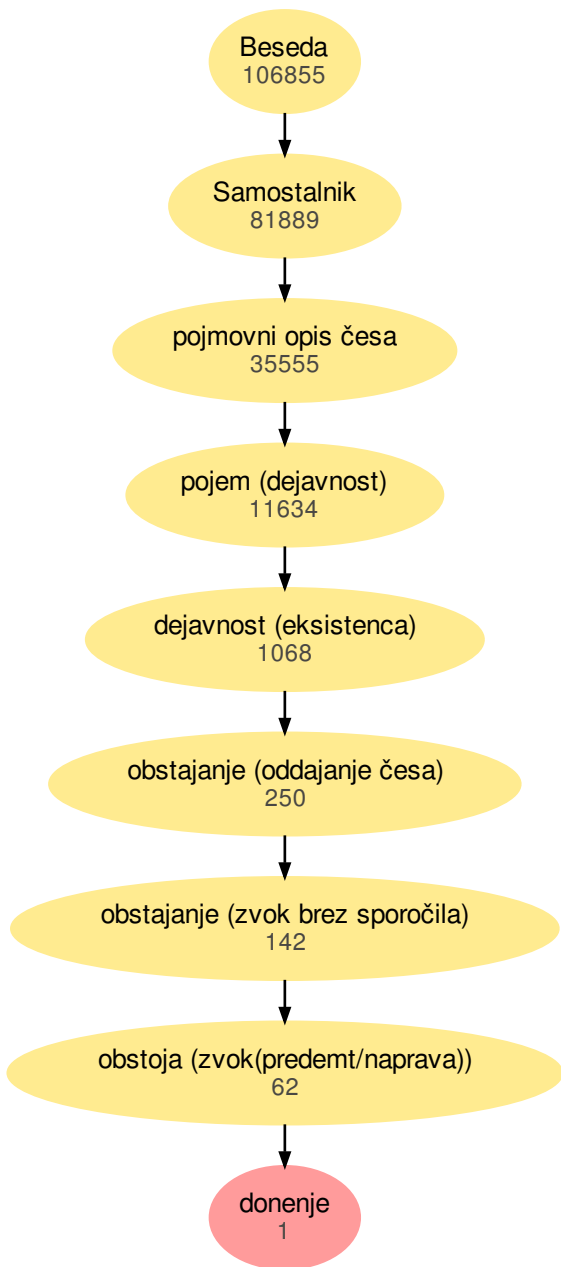 Beseda
106855
Samostalnik
81889
pojmovni opis česa
35555
pojem (dejavnost)
11634
dejavnost (eksistenca)
1068
obstajanje (oddajanje česa)
250
obstajanje (zvok brez sporočila)
142
obstoja (zvok(predemt/naprava))
62
donenje
1